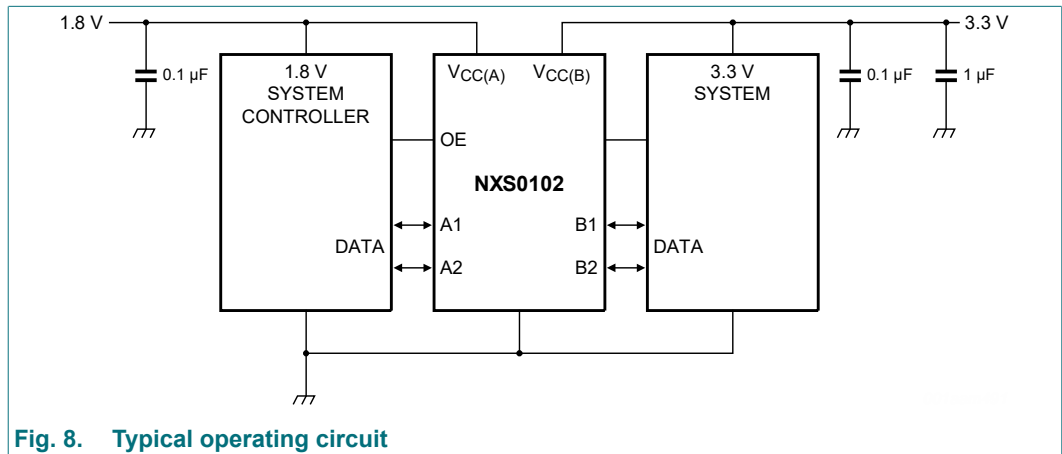 1.8 V
3.3 V
0.1 µF
1.8 V
SYSTEM
CONTROLLER
VCC(A)
VCC(B)
3.3 V
SYSTEM
0.1 µF
1 µF
OE
NXS0102
DATA
A1
A2
B1
B2
DATA
Fig. 8. Typical operating circuit